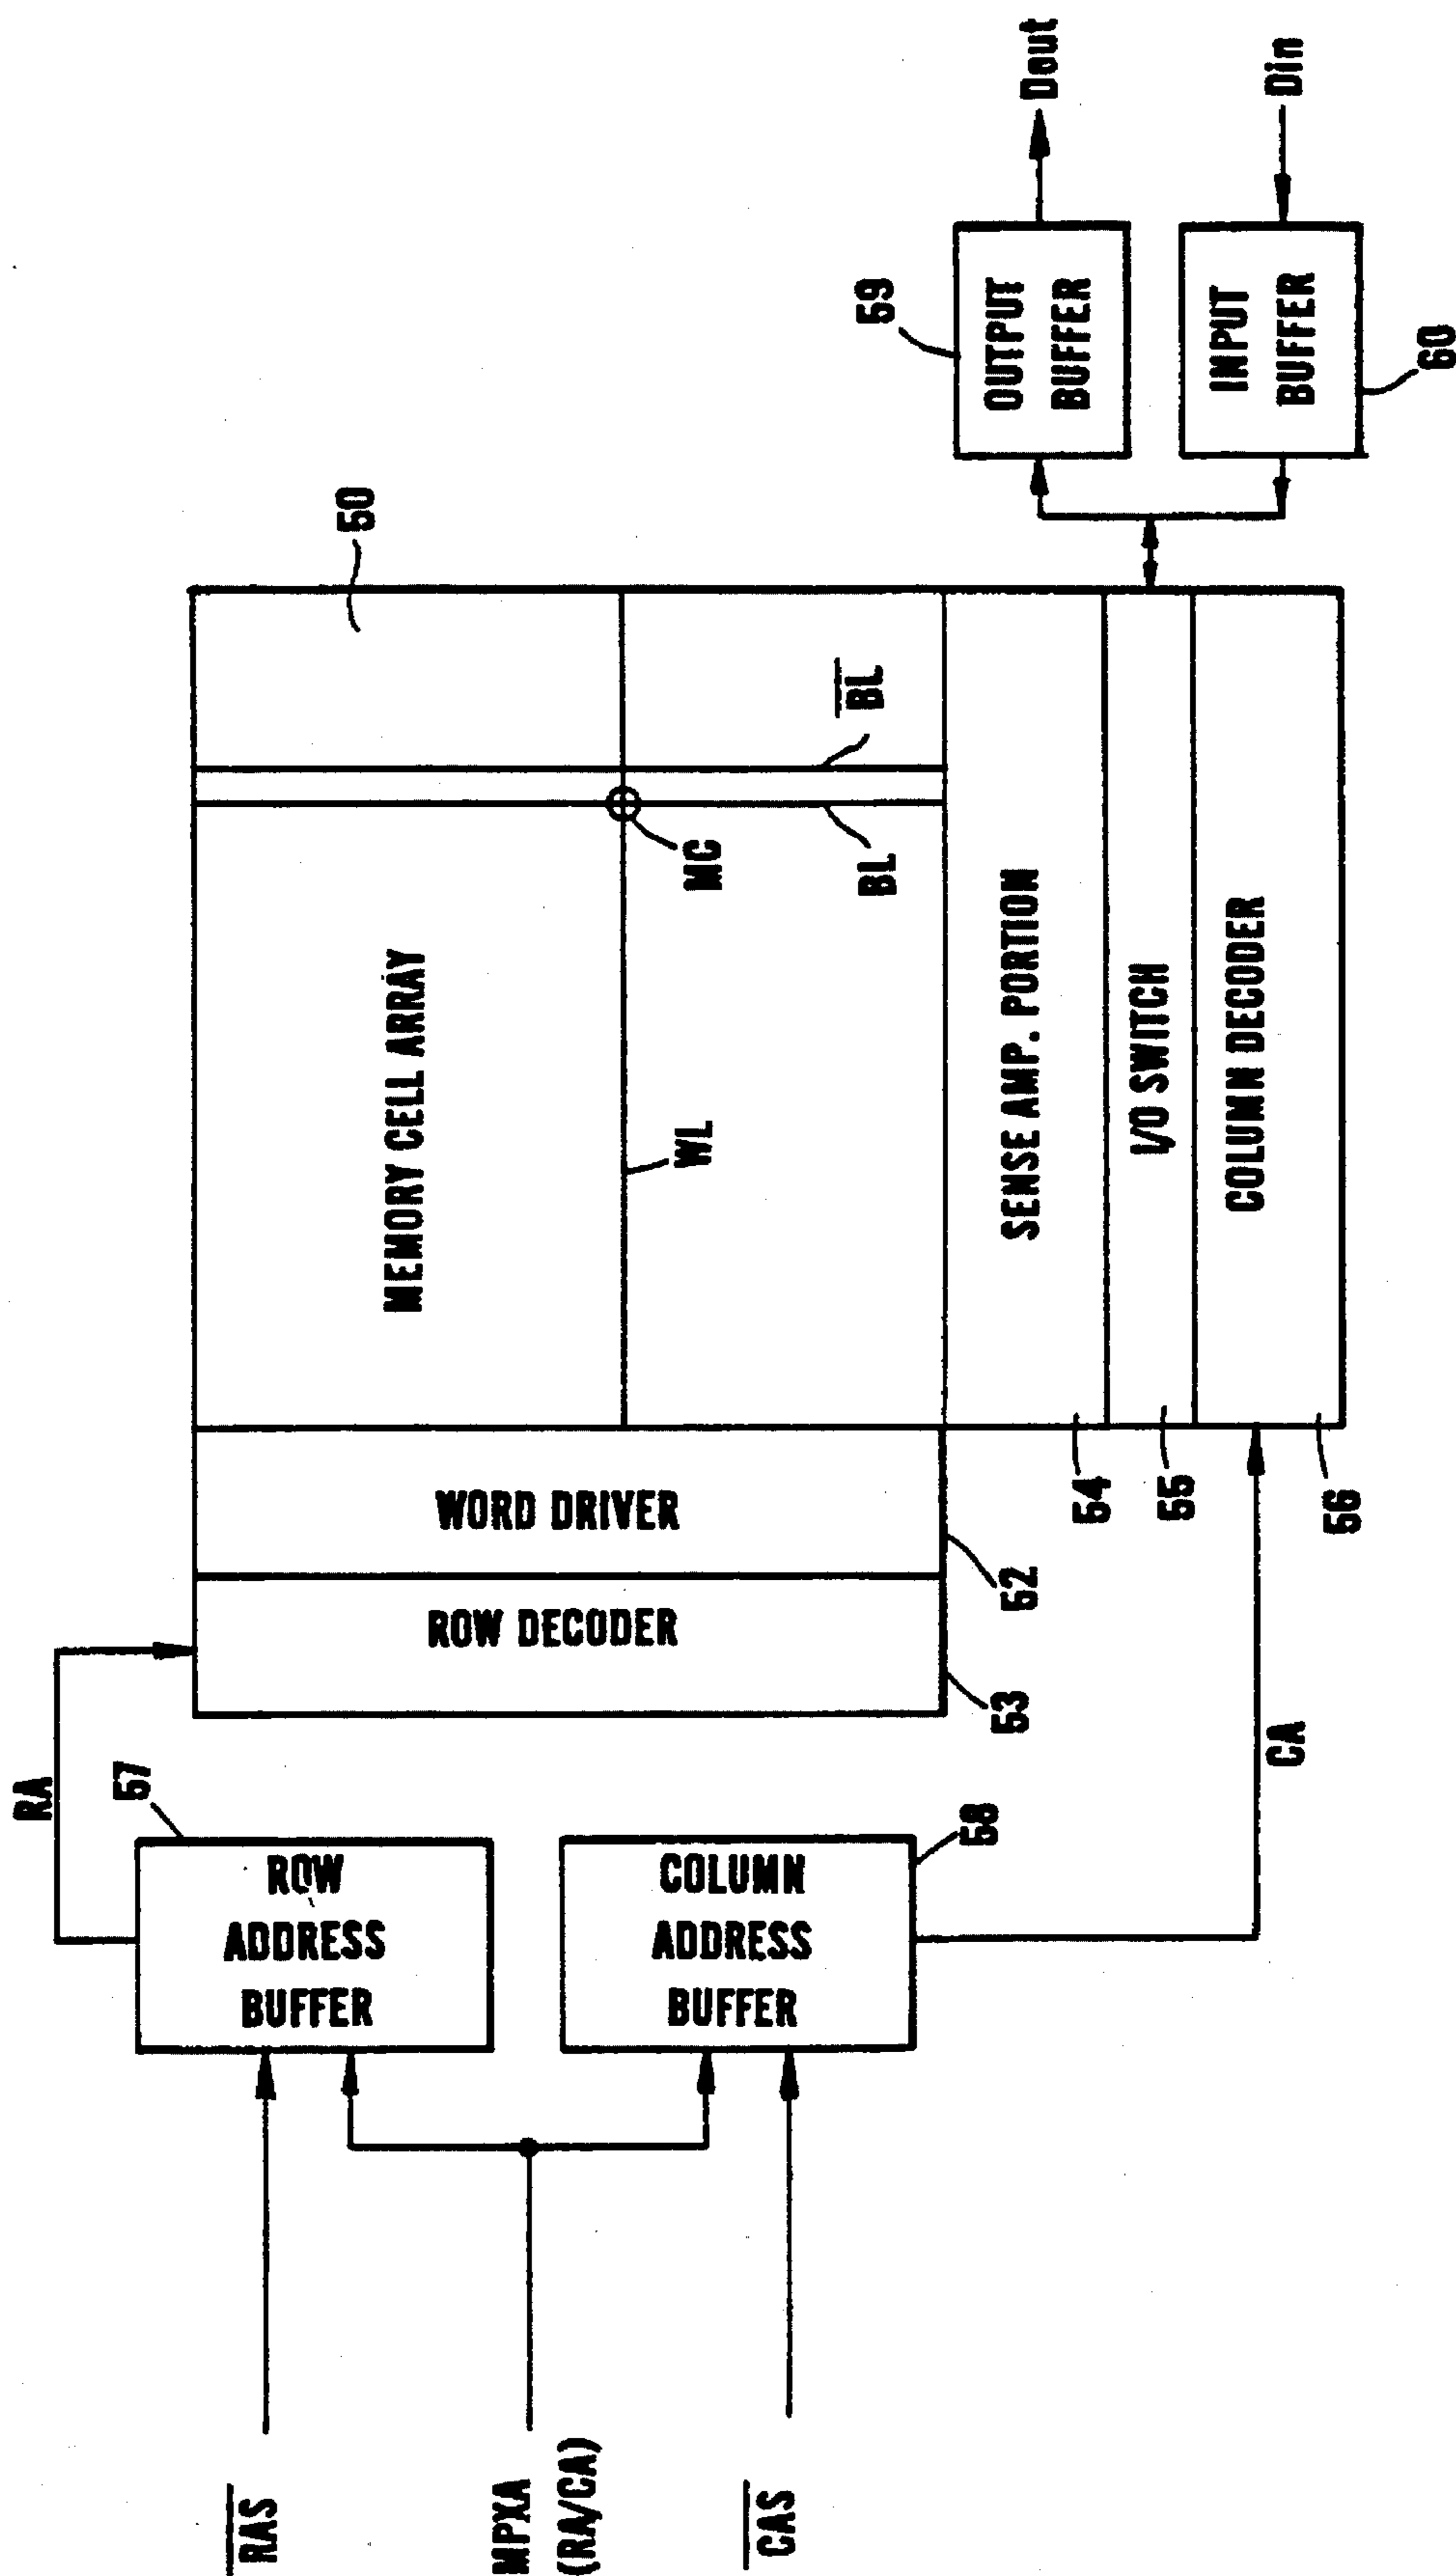 RA
57
ROW
ADDRESS
BUFFER
RAS
MPXA
(RA/CA)
CAS
COLUMN
ADDRESS
BUFFER
58
CA
ROW DECODER
53
WORD DRIVER
52
MEMORY CELL ARRAY
50
WL
MC
BL
BL
SENSE AMP. PORTION
54
I/O SWITCH
55
COLUMN DECODER
56
59
OUTPUT
BUFFER
Dout
INPUT
BUFFER
60
Din